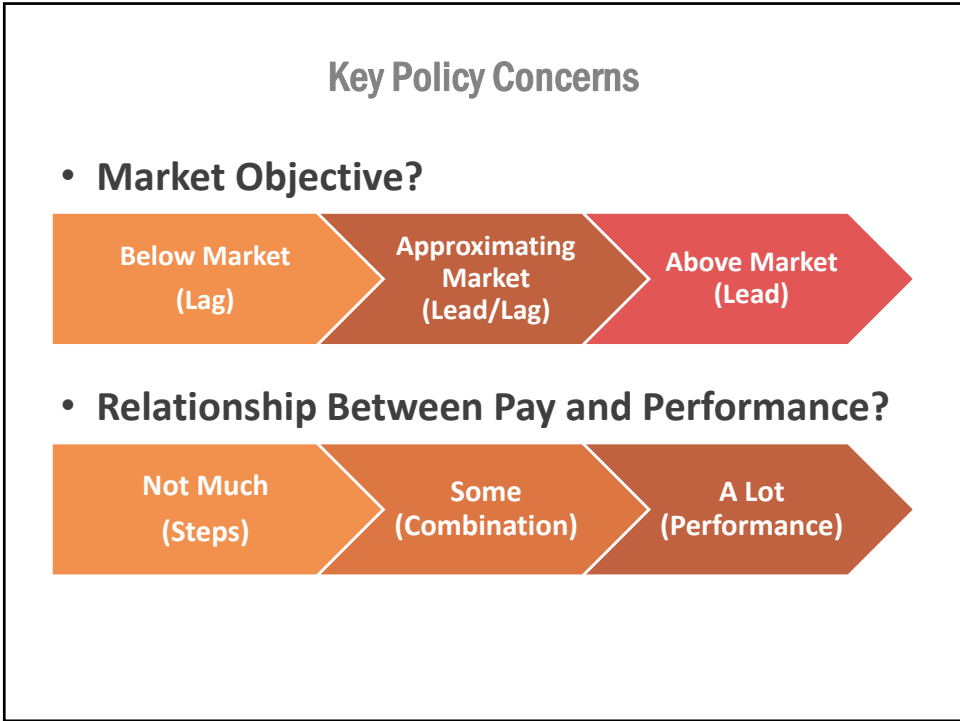 Key Policy Concerns
• Market Objective?
Below Market
(Lag)
Approximating
Market
(Lead/Lag)
Above Market
(Lead)
• Relationship Between Pay and Performance?
Not Much
(Steps)
Some
(Combination)
A Lot
(Performance)